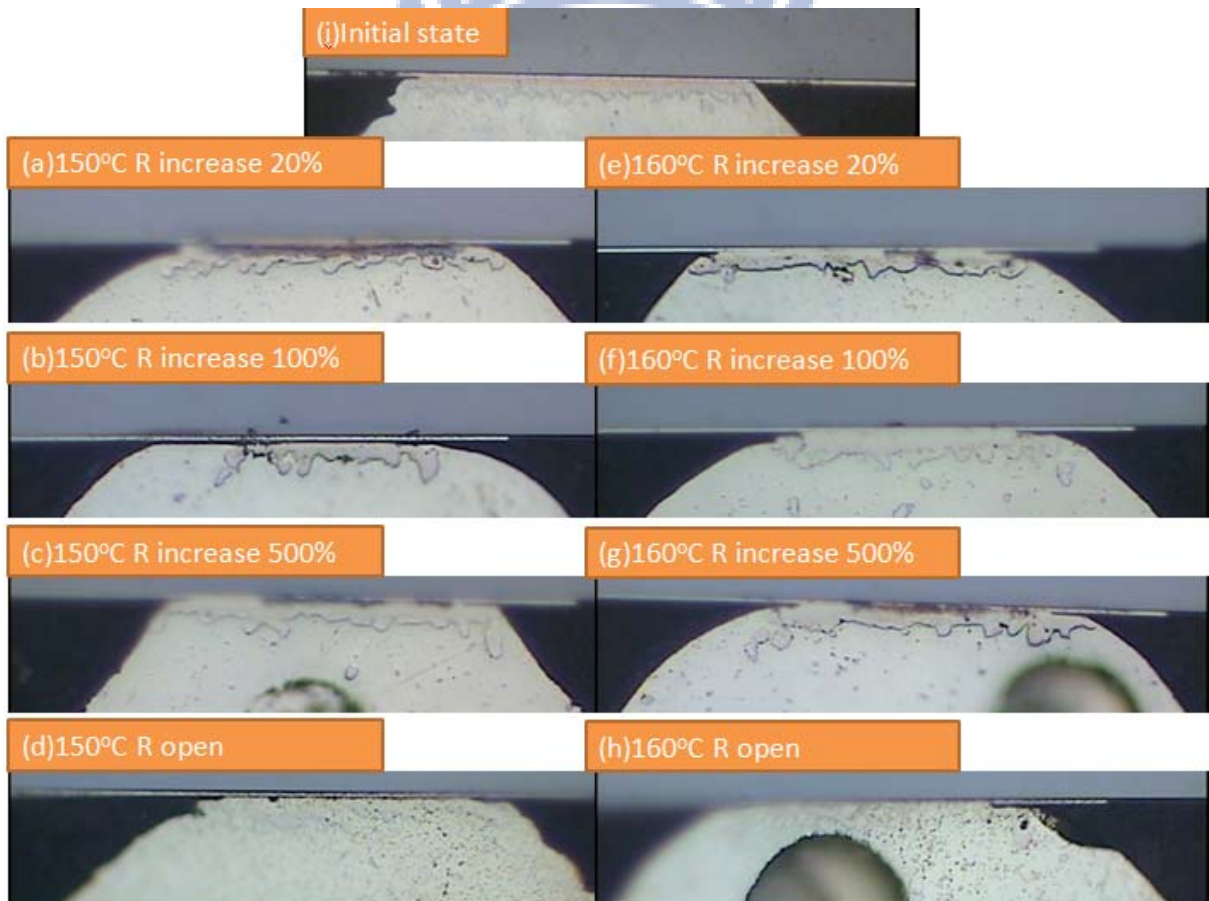 (i)Initial state
(a)150°C R increase 20%
(e)160°C R increase 20%
(b)150°C R increase 100%
(f)160°C R increase 100%
(c)150°C R increase 500%
(g)160°C R increase 500%
(d)150°C R open
(h)160°C R open